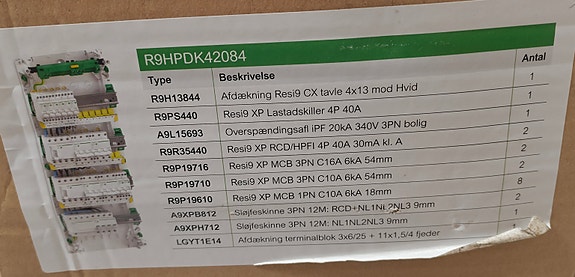 R9HPDK42084
Type Beskrivelse Antal
R9H13844 Afdækning Resi9 CX tavle 4x13 mod Hvid 1
R9PS440 Resi9 XP Lastadskiller 4P 40A 1
A9L15693 Overspændingsafl iPF 20kA 340V 3PN bolig 1
R9R35440 Resi9 XP RCD/HPFI 4P 40A 30mA kl. A 2
R9P19716 Resi9 XP MCB 3PN C16A 6kA 54mm 2
R9P19710 Resi9 XP MCB 3PN C10A 6kA 54mm 2
R9P19610 Resi9 XP MCB 1PN C10A 6kA 18mm 8
A9XPB812 Sløjfeskinne 3PN 12M: RCD+NL1NL2NL3 9mm 2
A9XPH712 Sløjfeskinne 3PN 12M: NL1NL2NL3 9mm 1
LGYT1E14 Afdækning terminalblok 3x6/25 + 11x1,5/4 fjeder